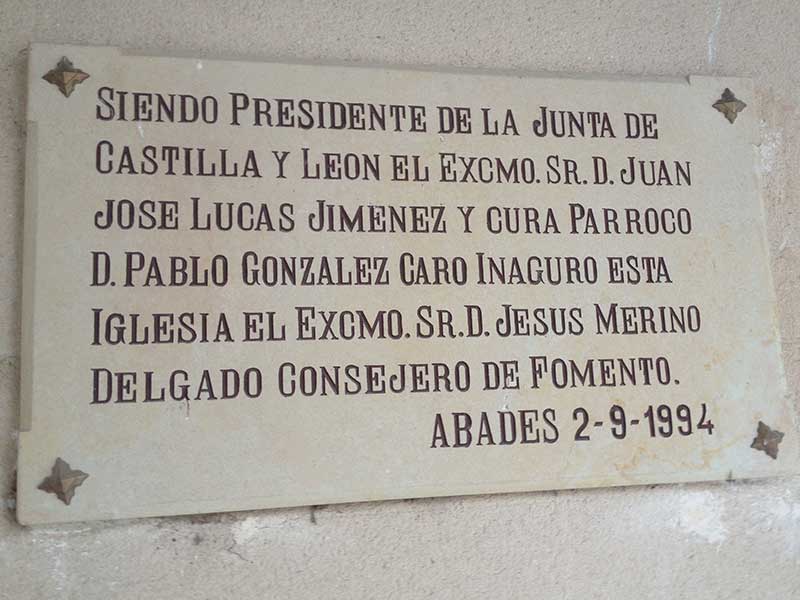 SIENDO PRESIDENTE DE LA JUNTA DE
CASTILLA Y LEON EL EXCMO. SR. D. JUAN
JOSE LUCAS JIMENEZ Y CURA PARROCO
D. PABLO GONZALEZ CARO INAGURO ESTA
IGLESIA EL EXCMO. SR. D. JESUS MERINO
DELGADO CONSEJERO DE FOMENTO.
ABADES 2-9-1994